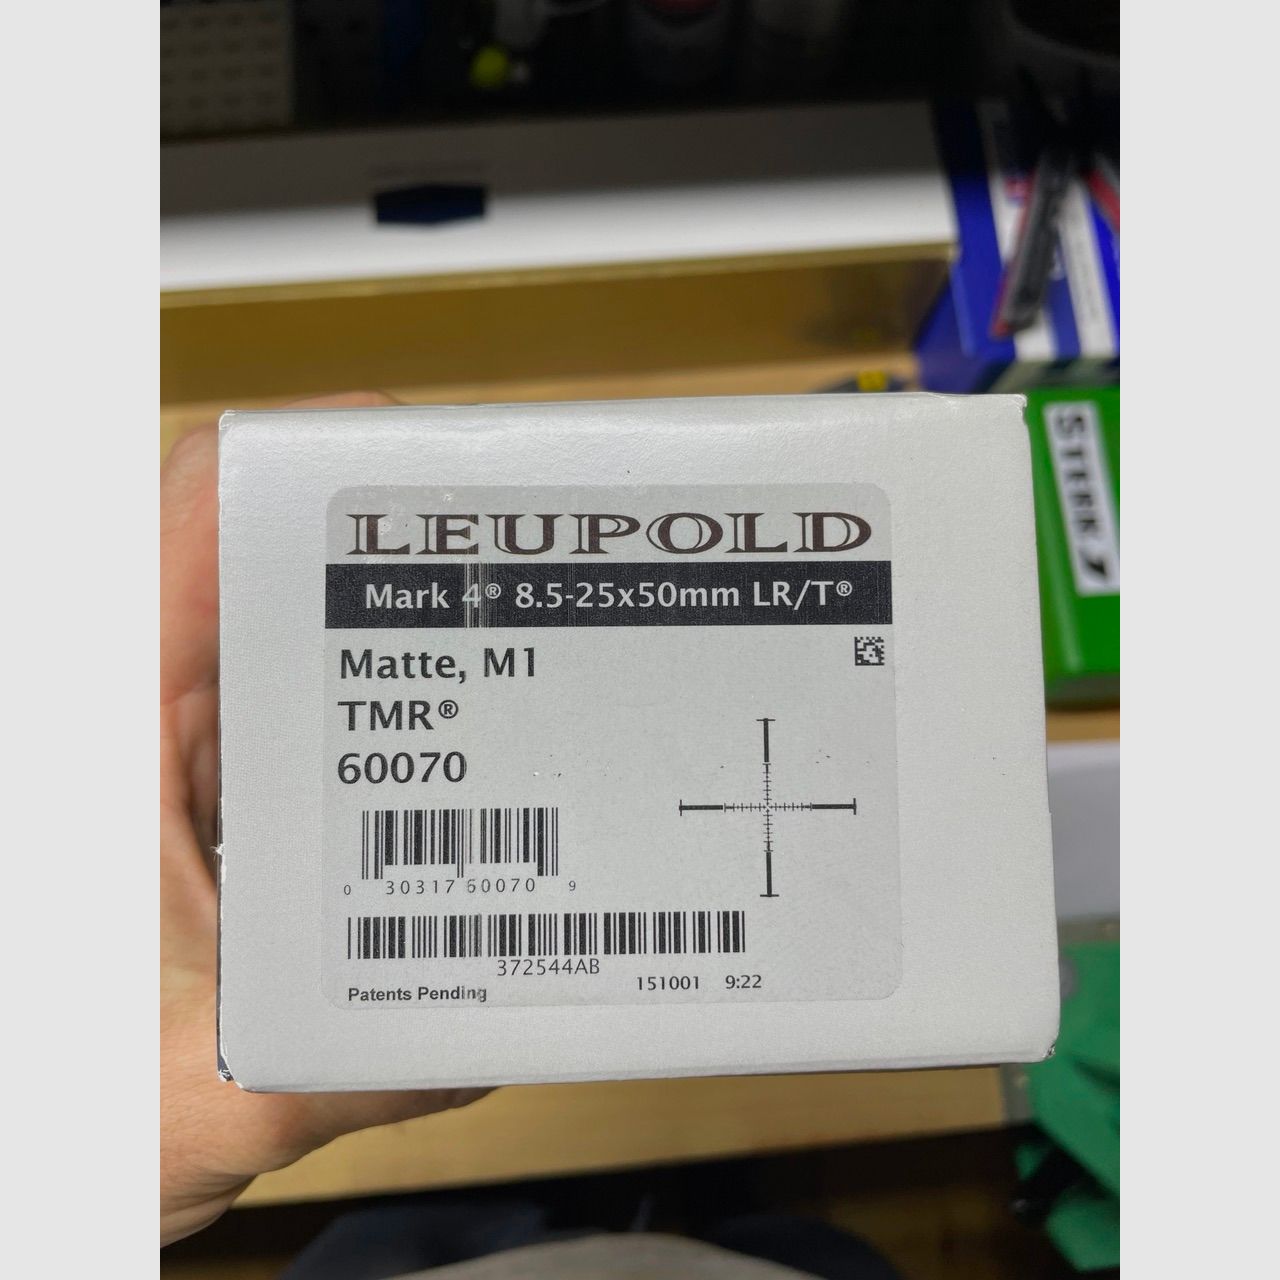 LEUPOLD
Mark 4® 8.5-25x50mm LR/T®
Matte, M1
TMR®
60070
0 30317 60070 9
372544AB
151001 9:22
Patents Pending